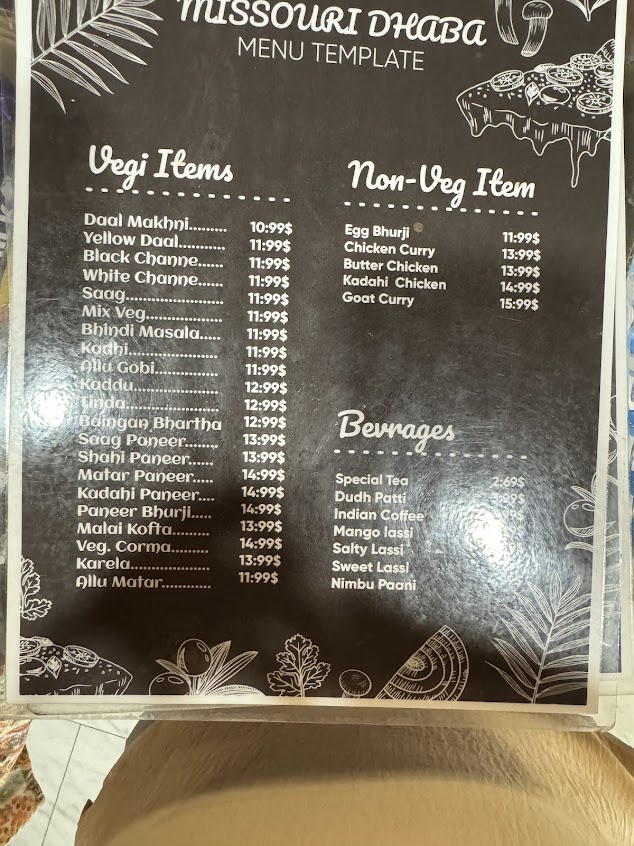 MISSOURI DHABA
MENU TEMPLATE
Vegi Items
Daal Makhni......... 10:99$
Yellow Daal........... 11:99$
Black Channe...... 11:99$
White Channe...... 11:99$
Saag....................... 11:99$
Mix Veg.................. 11:99$
Bhindi Masala..... 11:99$
Kadhi..................... 11:99$
Allu Gobi............... 11:99$
Kaddu.................... 12:99$
Tinda...................... 12:99$
Baingan Bhartha 12:99$
Saag Paneer........ 13:99$
Shahi Paneer...... 13:99$
Matar Paneer..... 14:99$
Kadahi Paneer.... 14:99$
Paneer Bhurji..... 14:99$
Malai Kofta......... 13:99$
Veg. Corma......... 14:99$
Karela................... 13:99$
Allu Matar............ 11:99$
Non-Veg Item
Egg Bhurji 11:99$
Chicken Curry 13:99$
Butter Chicken 13:99$
Kadahi Chicken 14:99$
Goat Curry 15:99$
Bevrages
Special Tea 2:69$
Dudh Patti
Indian Coffee
Mango lassi
Salty Lassi
Sweet Lassi
Nimbu Paani